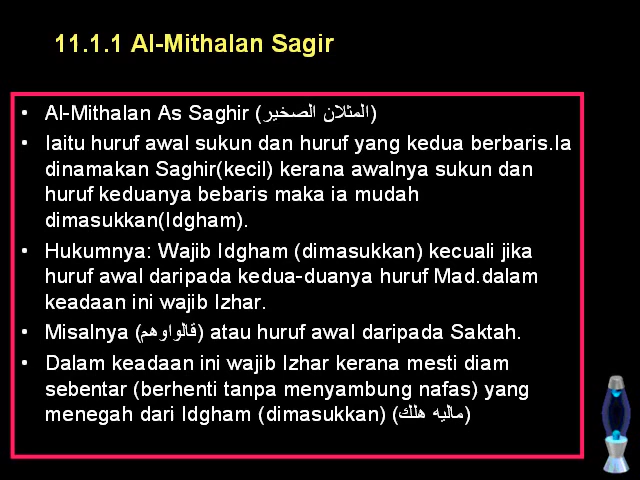 11.1.1 Al-Mithalan Sagir
• Al-Mithalan As Saghir (المثلان الصخير)
• Iaitu huruf awal sukun dan huruf yang kedua berbaris.Ia
dinamakan Saghir(kecil) kerana awalnya sukun dan
huruf keduanya bebaris maka ia mudah
dimasukkan(Idgham).
• Hukumnya: Wajib Idgham (dimasukkan) kecuali jika
huruf awal daripada kedua-duanya huruf Mad.dalam
keadaan ini wajib Izhar.
• Misalnya (قالواوهم) atau huruf awal daripada Saktah.
• Dalam keadaan ini wajib Izhar kerana mesti diam
sebentar (berhenti tanpa menyambung nafas) yang
menegah dari Idgham (dimasukkan) (ماليه هلك)